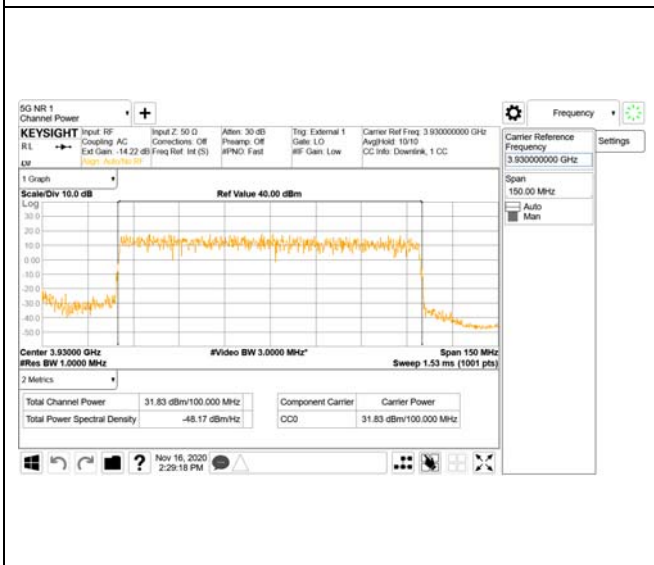 5G NR 1
Channel Power
Frequency
KEYSIGHT Input: RF Input Z: 50 Ω Atten: 30 dB Trig: External 1 Carrier Ref Freq: 3.930000000 GHz
RL Coupling: AC Corrections: Off Preamp: Off Gate: LO Avg|Hold: 10/10
Ext Gain: -14.22 dB Freq Ref: Int (S) #PNO: Fast #IF Gain: Low CC Info: Downlink, 1 CC
Align: Auto/No RF
Carrier Reference
Frequency
3.930000000 GHz
Settings
Span
150.00 MHz
Auto
Man
1 Graph
Scale/Div 10.0 dB Ref Value 40.00 dBm
Log
30.0
20.0
10.0
0.00
-10.0
-20.0
-30.0
-40.0
-50.0
Center 3.93000 GHz #Video BW 3.0000 MHz* Span 150 MHz
#Res BW 1.0000 MHz Sweep 1.53 ms (1001 pts)
2 Metrics
Total Channel Power 31.83 dBm/100.000 MHz Component Carrier Carrier Power
Total Power Spectral Density -48.17 dBm/Hz CC0 31.83 dBm/100.000 MHz
? Nov 16, 2020
2:29:18 PM